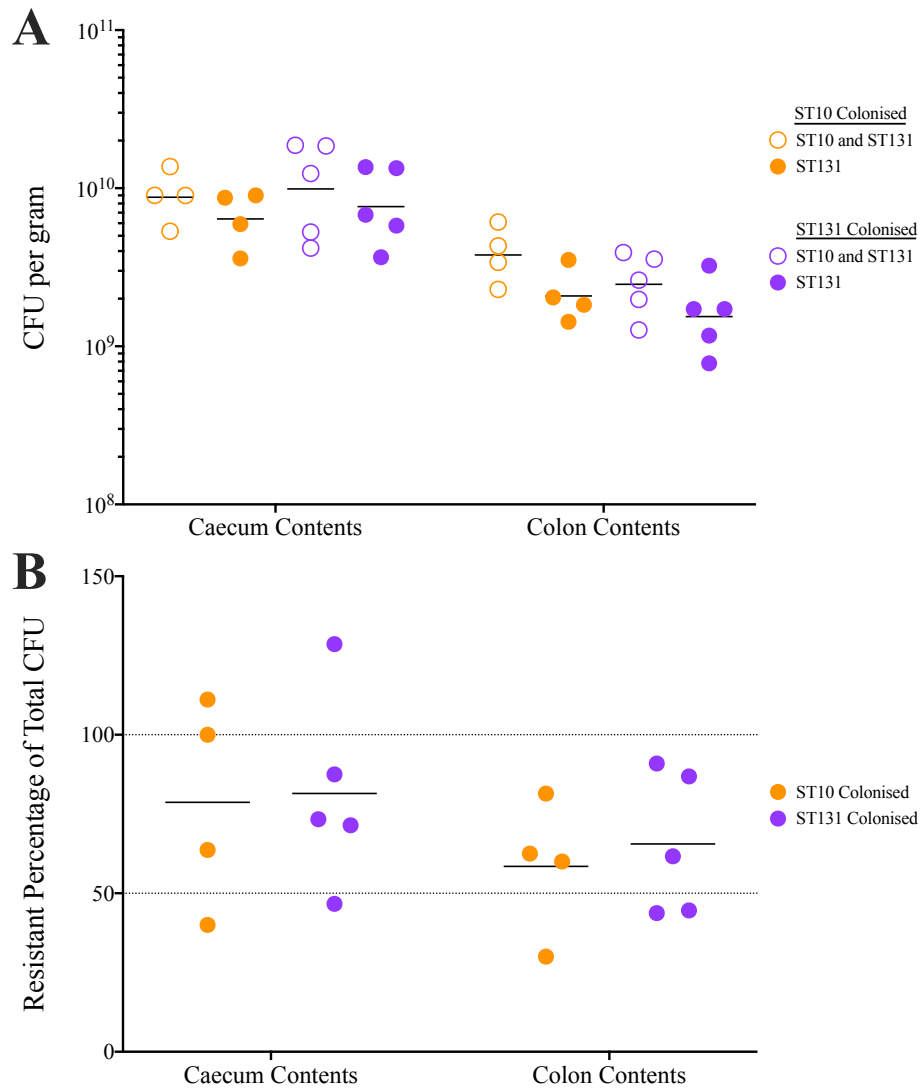 A
CFU per gram
10¹¹
10¹⁰
10⁹
10⁸
Caecum Contents
Colon Contents
ST10 Colonised
ST10 and ST131
ST131
ST131 Colonised
ST10 and ST131
ST131
B
Resistant Percentage of Total CFU
150
100
50
0
Caecum Contents
Colon Contents
ST10 Colonised
ST131 Colonised